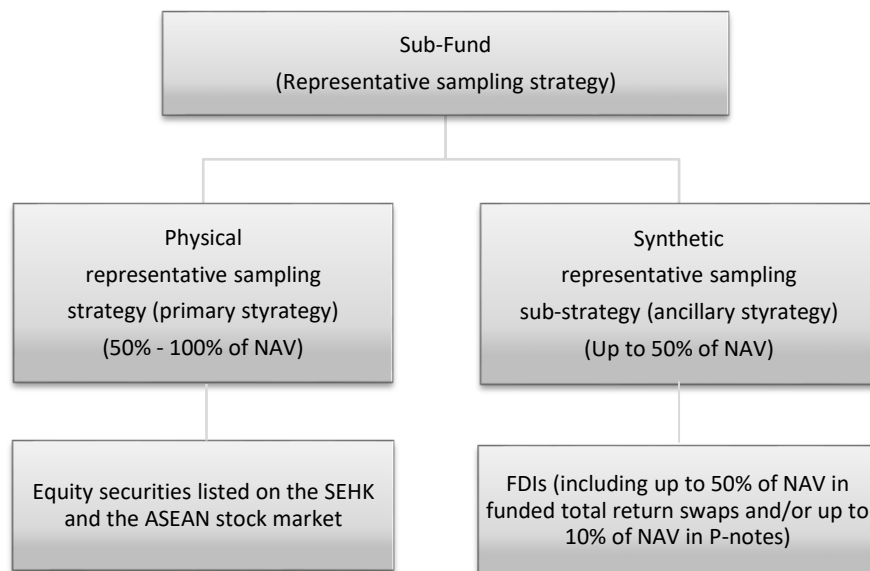 Sub-Fund
(Representative sampling strategy)
Physical
representative sampling
strategy (primary styrategy)
(50% - 100% of NAV)
Synthetic
representative sampling
sub-strategy (ancillary styrategy)
(Up to 50% of NAV)
Equity securities listed on the SEHK
and the ASEAN stock market
FDIs (including up to 50% of NAV in
funded total return swaps and/or up to
10% of NAV in P-notes)